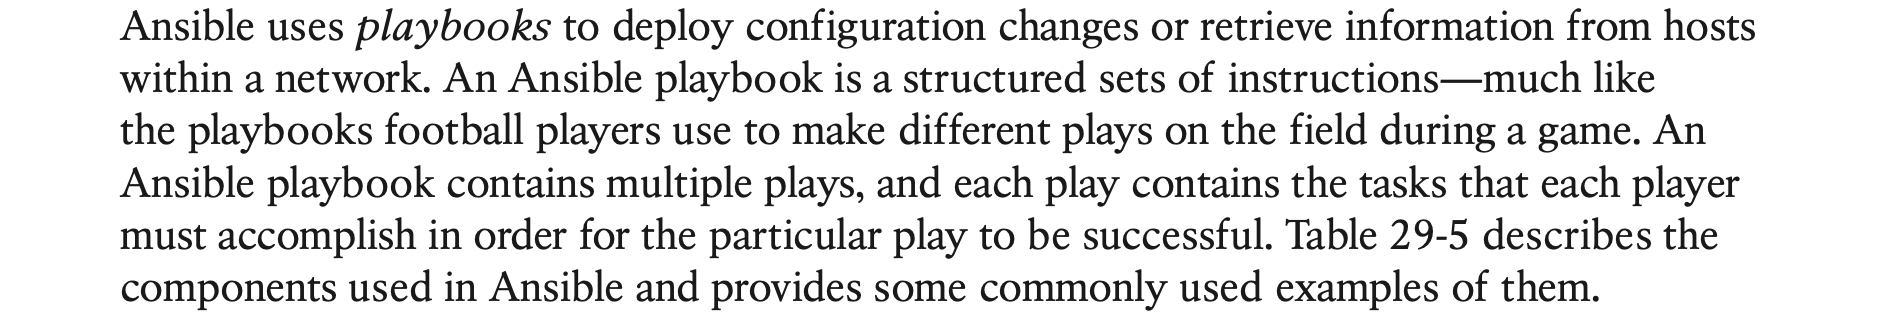 Ansible uses playbooks to deploy configuration changes or retrieve information from hosts
within a network. An Ansible playbook is a structured sets of instructions—much like
the playbooks football players use to make different plays on the field during a game. An
Ansible playbook contains multiple plays, and each play contains the tasks that each player
must accomplish in order for the particular play to be successful. Table 29-5 describes the
components used in Ansible and provides some commonly used examples of them.